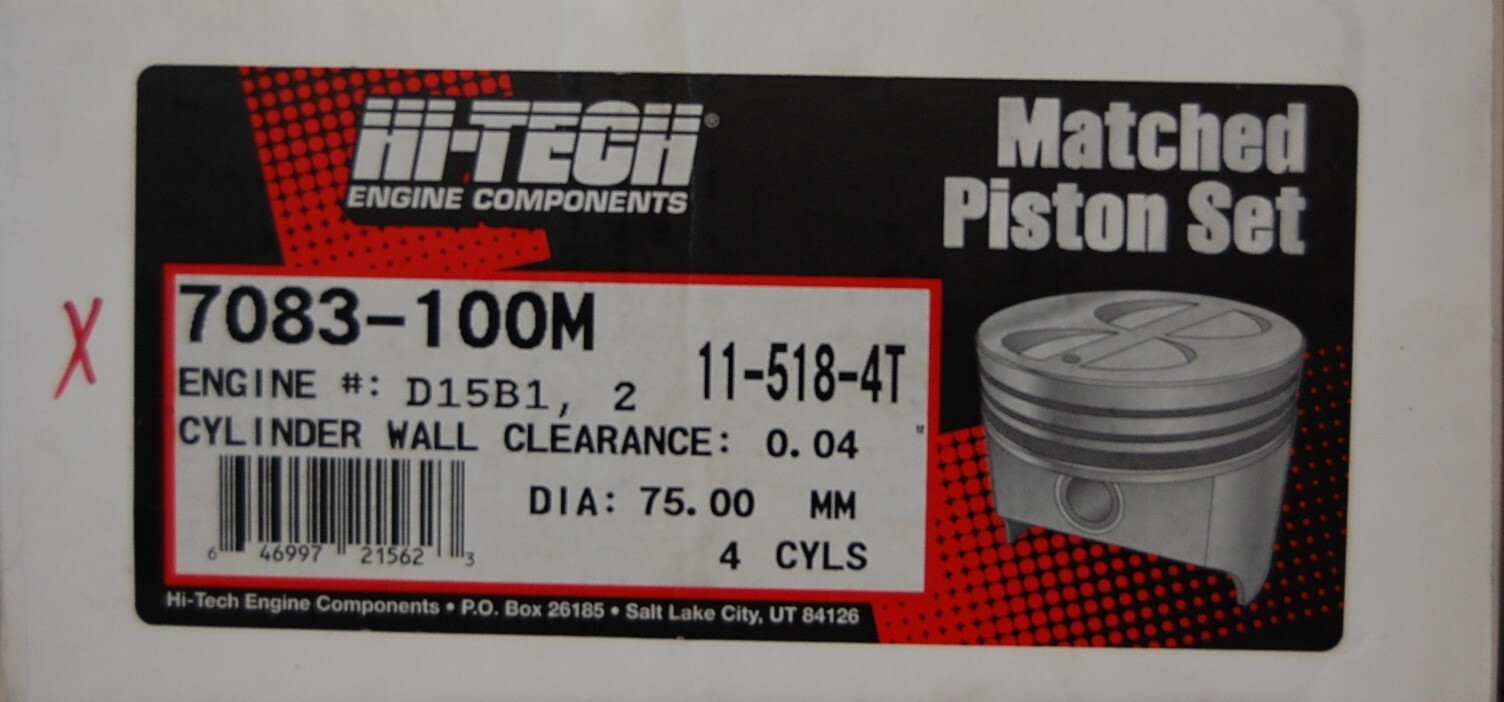 HI-TECH®
ENGINE COMPONENTS
Matched
Piston Set
X
7083-100M
11-518-4T
ENGINE #: D15B1, 2
CYLINDER WALL CLEARANCE: 0.04 "
DIA: 75.00 MM
4 CYLS
6 46997 21562 3
Hi-Tech Engine Components • P.O. Box 26185 • Salt Lake City, UT 84126